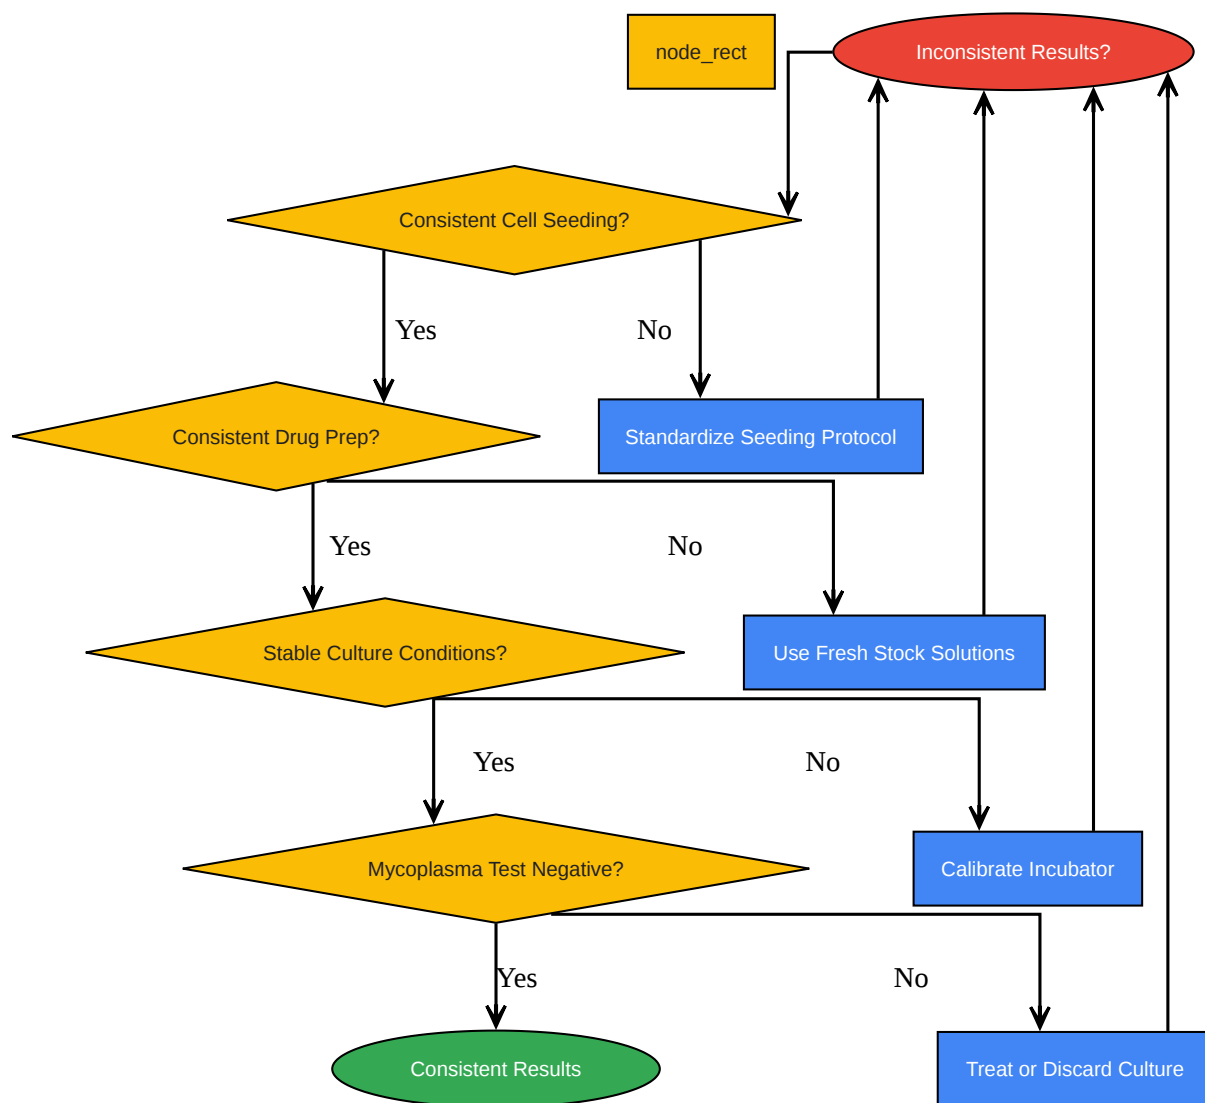 node_rect
Inconsistent Results?
Consistent Cell Seeding?
Yes
No
Consistent Drug Prep?
Standardize Seeding Protocol
Yes
No
Stable Culture Conditions?
Use Fresh Stock Solutions
Yes
No
Mycoplasma Test Negative?
Calibrate Incubator
Yes
No
Consistent Results
Treat or Discard Culture